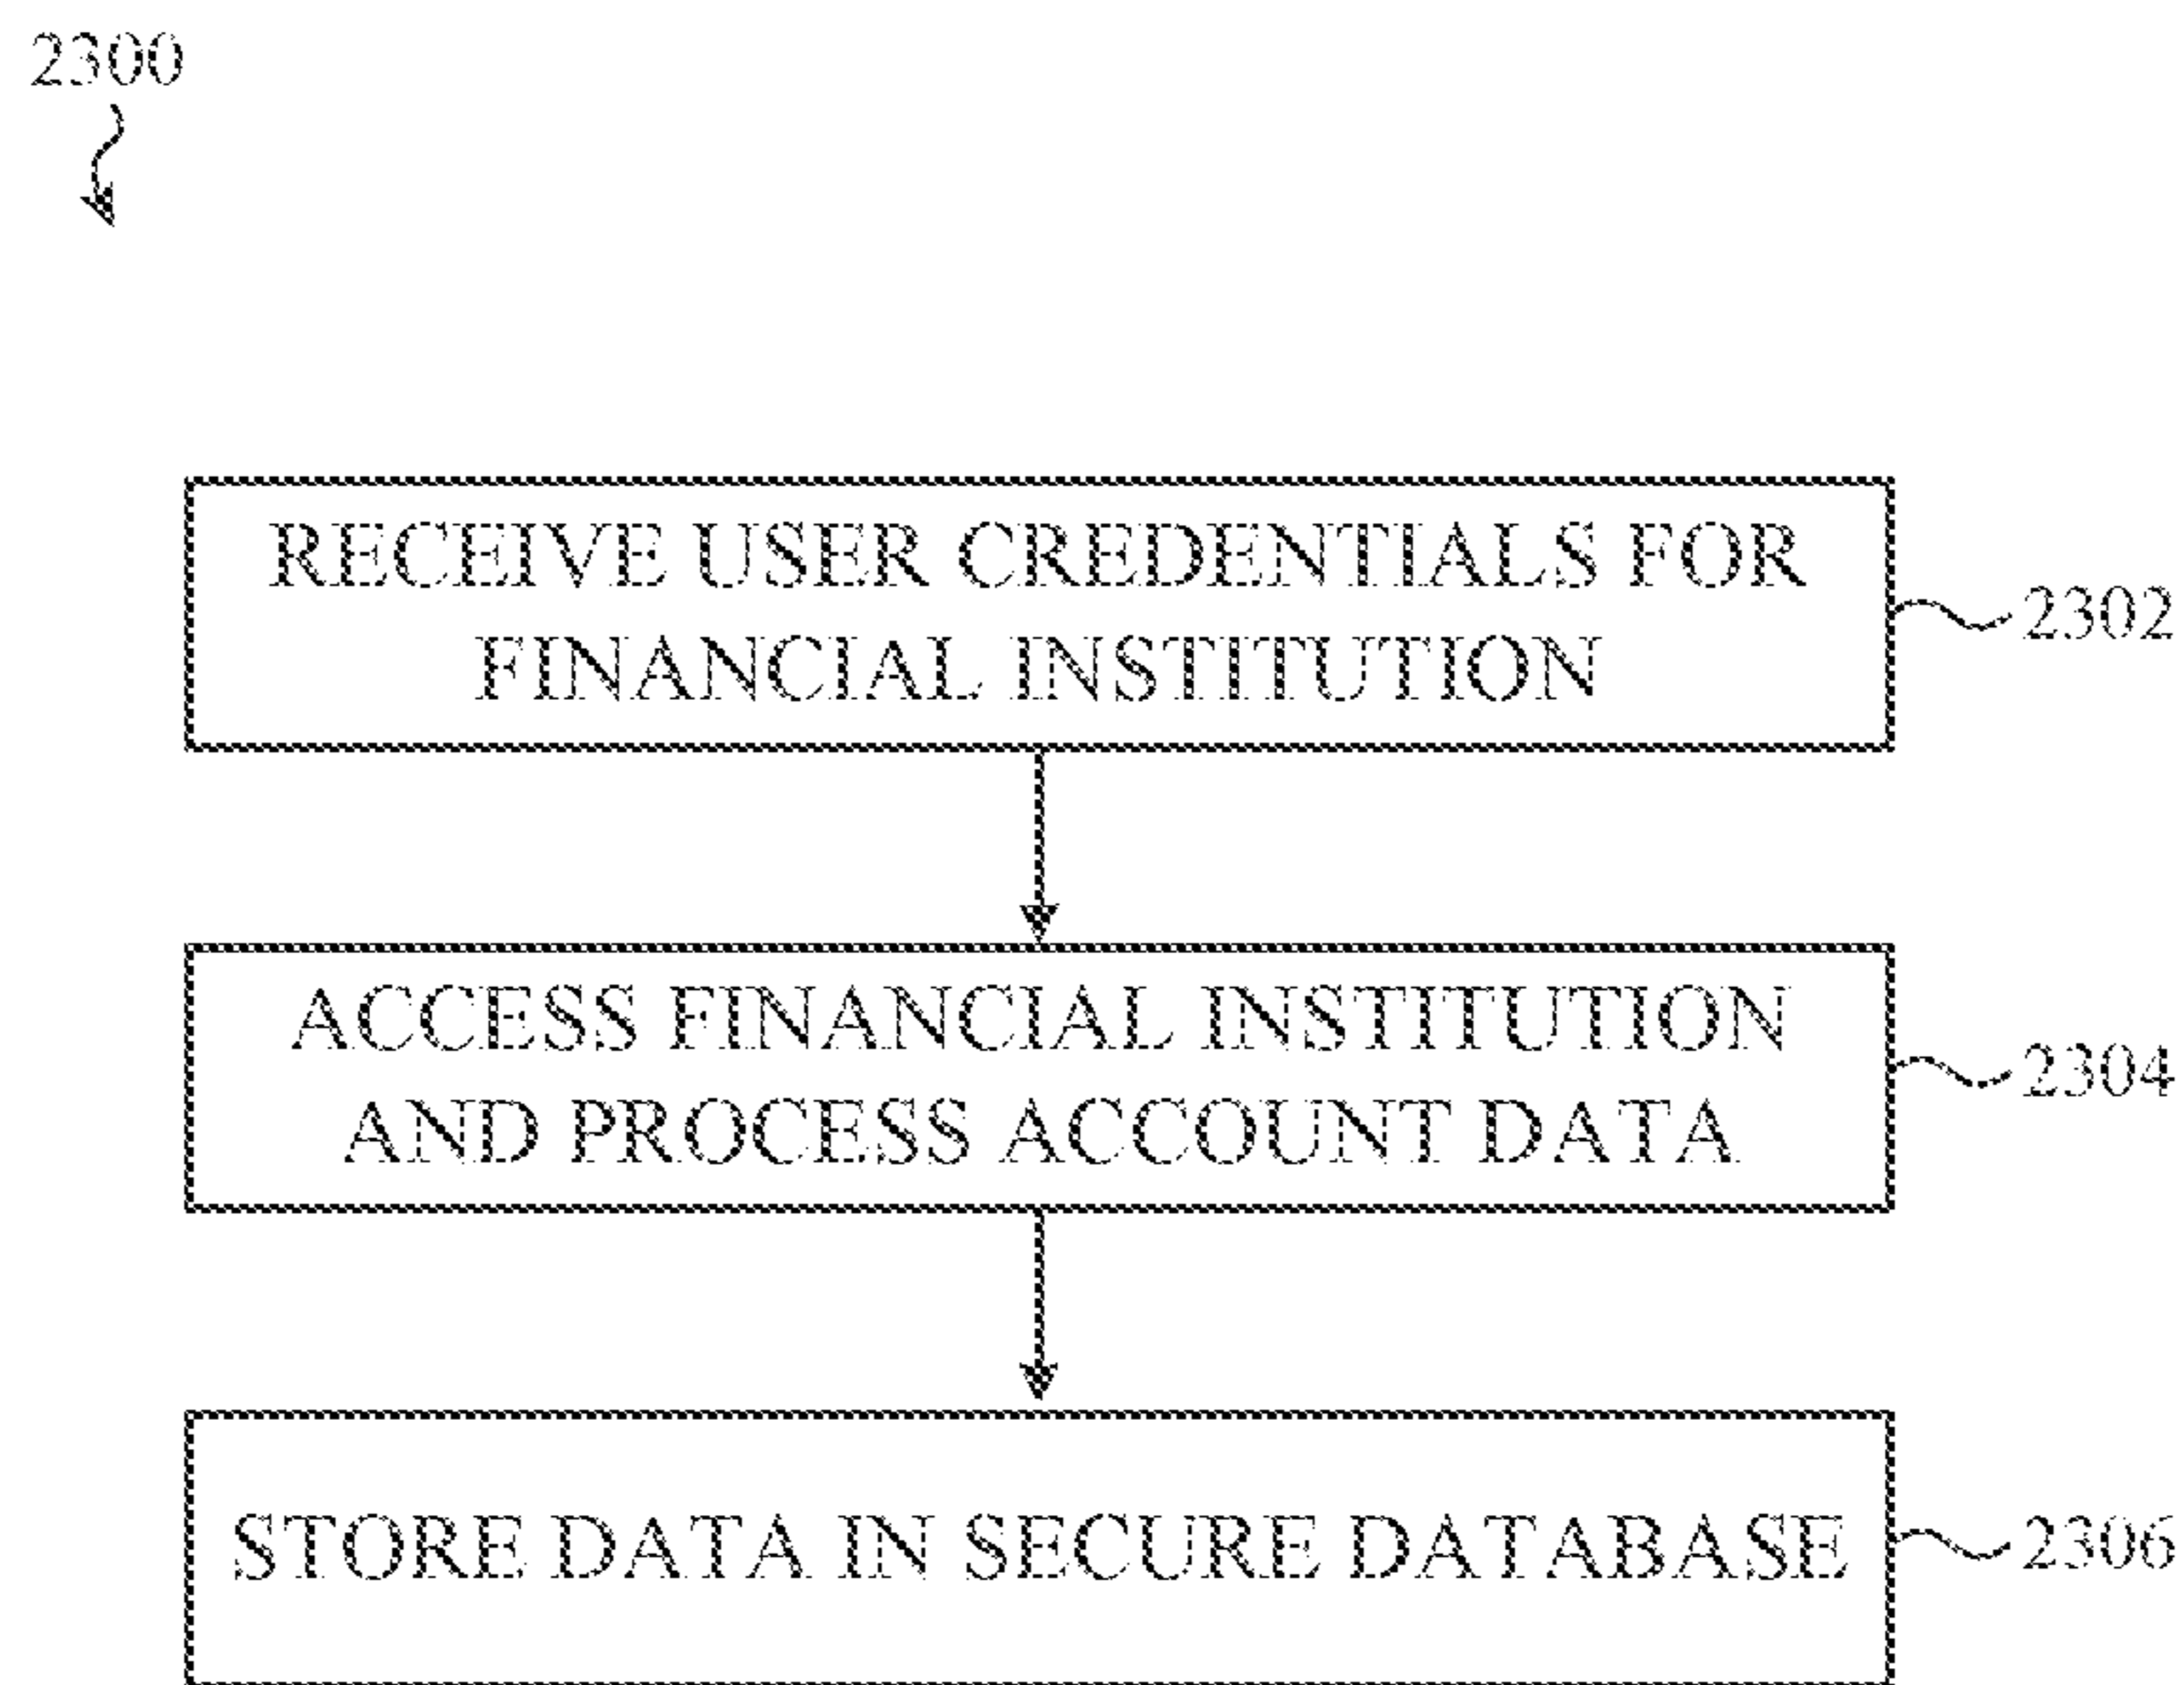 2300
RECEIVE USER CREDENTIALS FOR
FINANCIAL INSTITUTION
2302
ACCESS FINANCIAL INSTITUTION
AND PROCESS ACCOUNT DATA
2304
STORE DATA IN SECURE DATABASE
2306